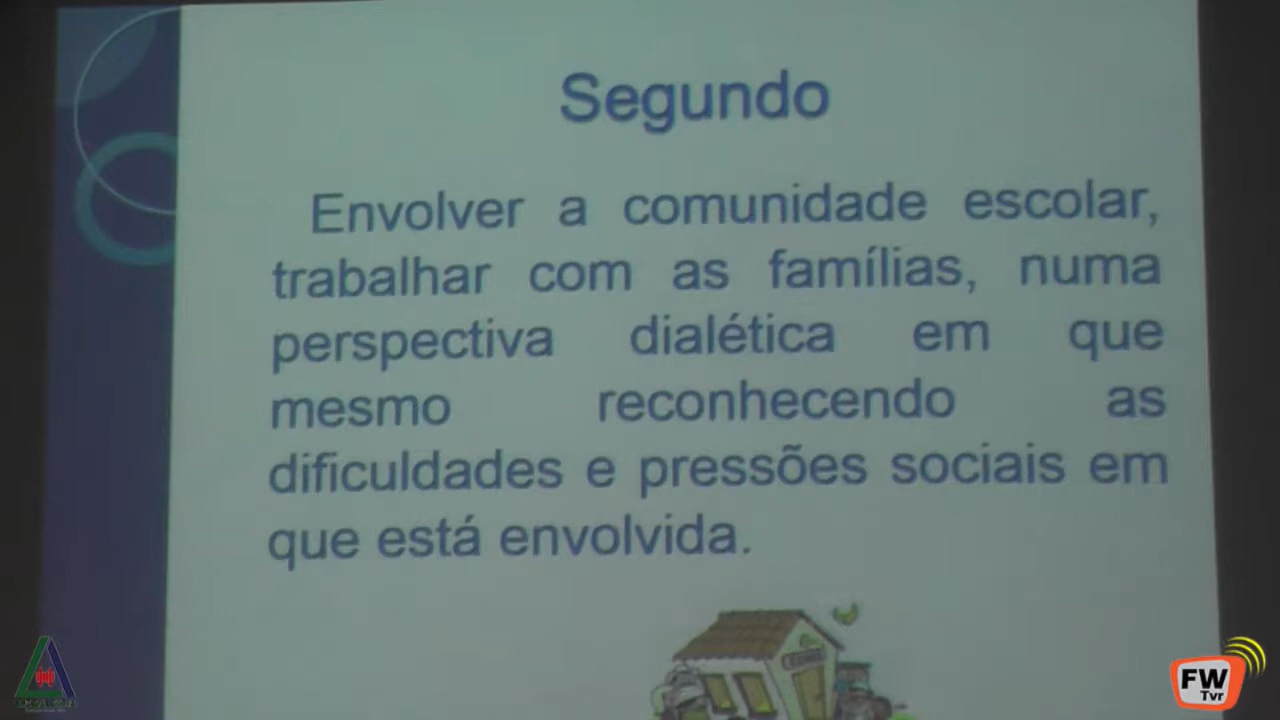 Segundo
Envolver a comunidade escolar,
trabalhar com as famílias, numa
perspectiva dialética em que
mesmo reconhecendo as
dificuldades e pressões sociais em
que está envolvida.
FW
Tvr